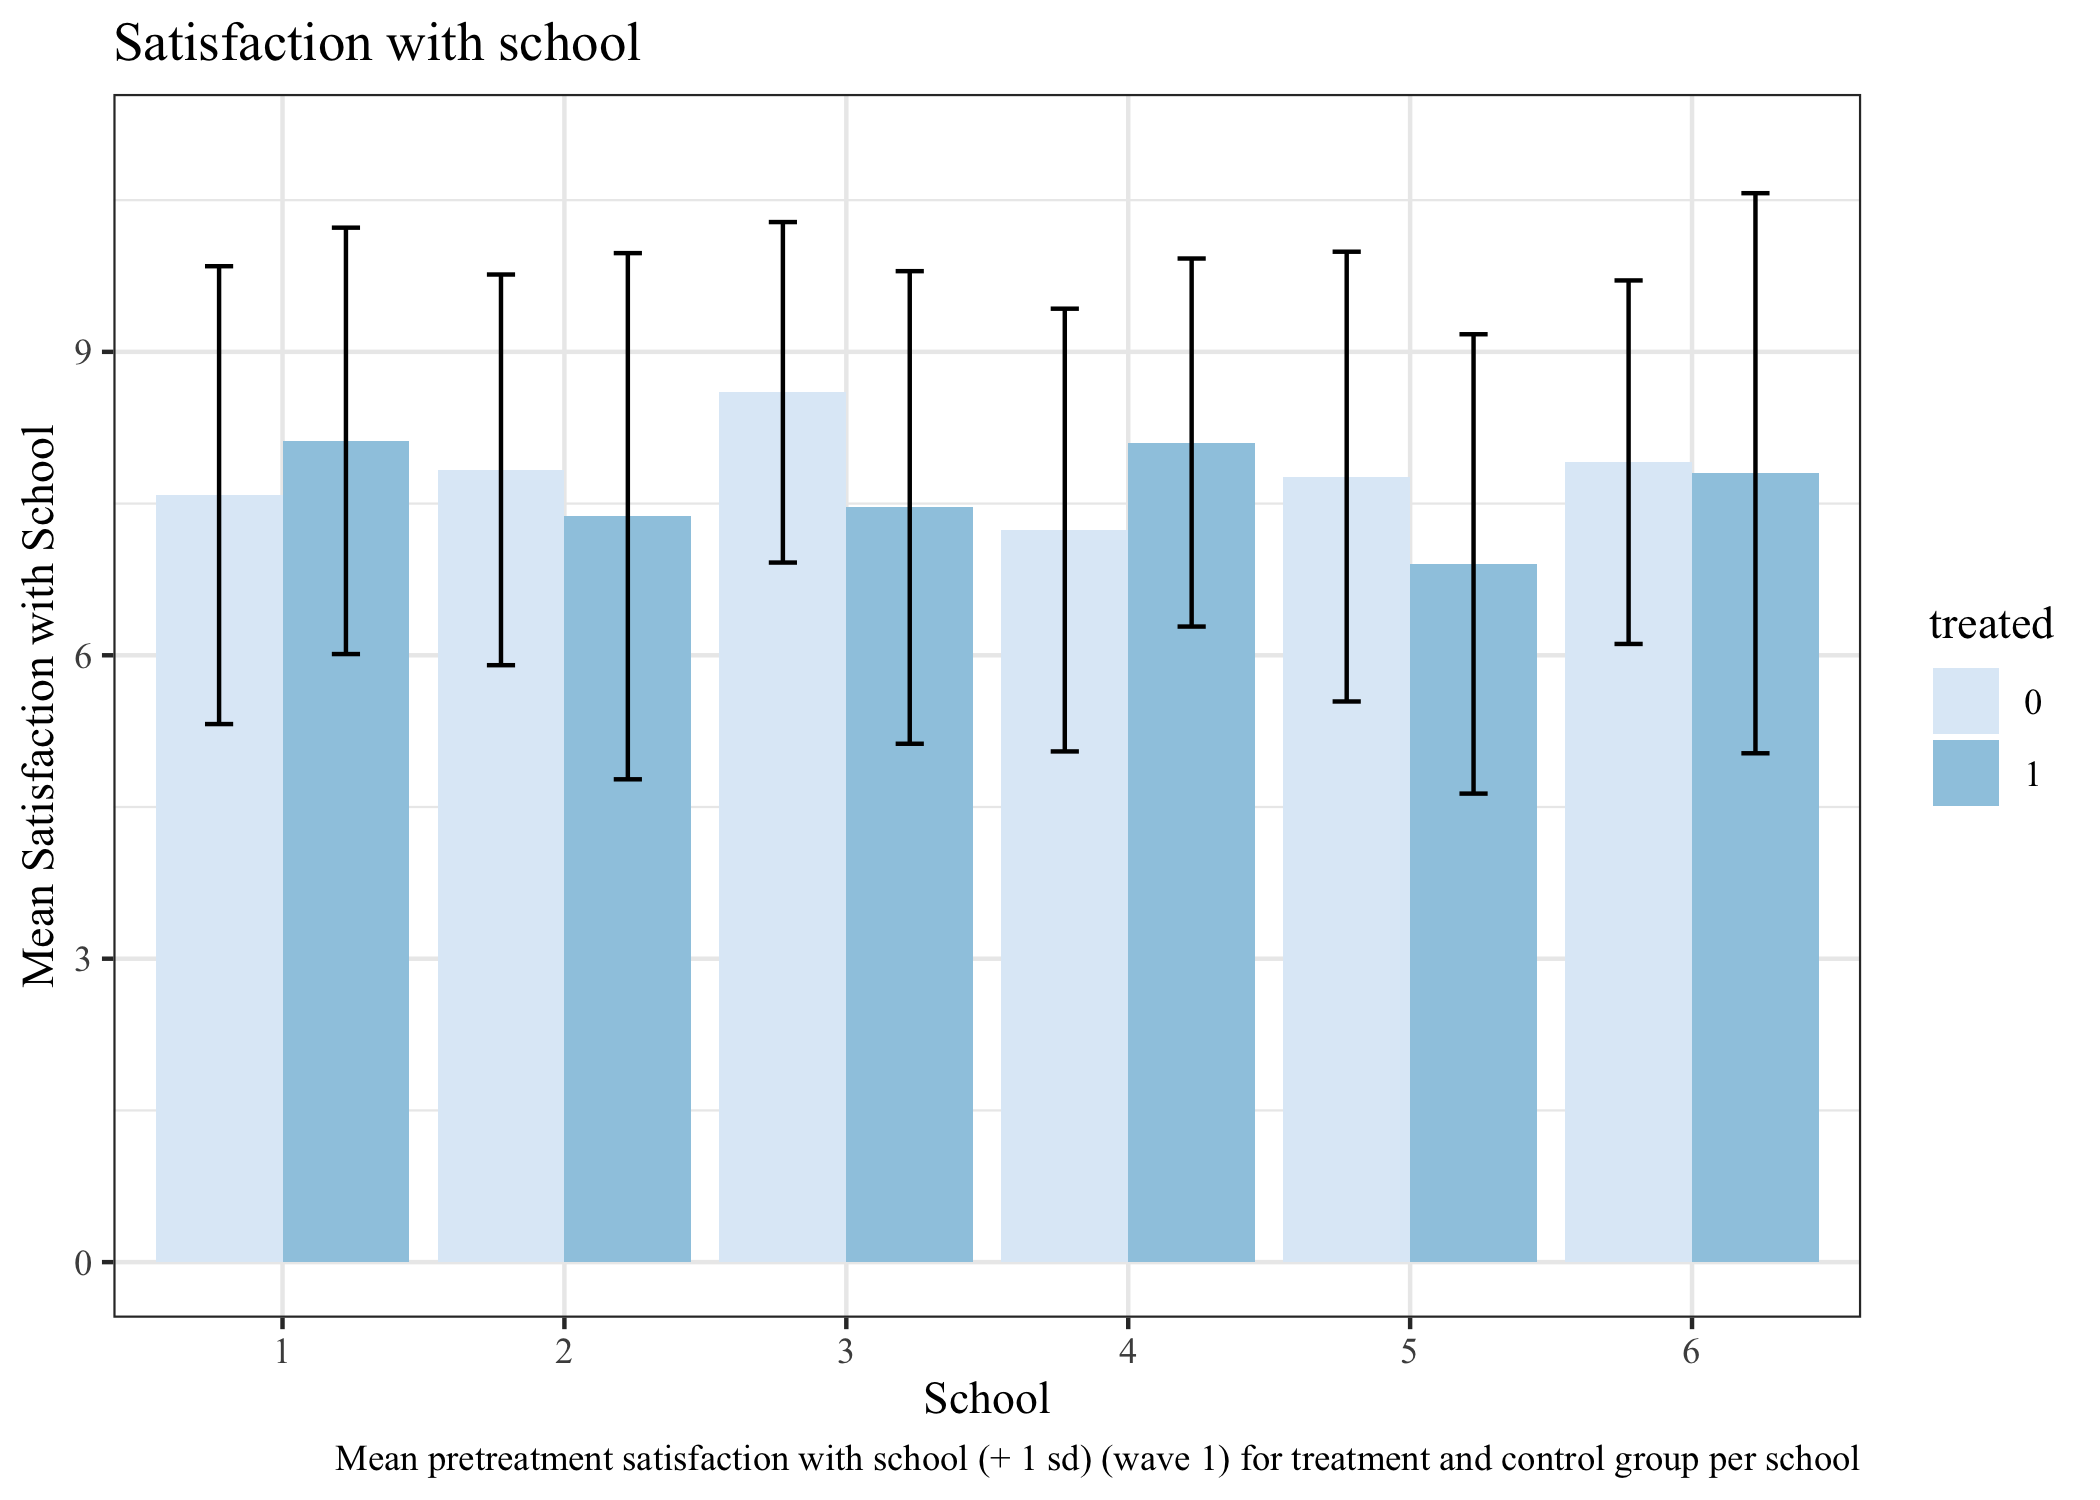 Satisfaction with school
Mean Satisfaction with School
9
6
3
0
1 2 3 4 5 6
School
treated
0
1
Mean pretreatment satisfaction with school (+ 1 sd) (wave 1) for treatment and control group per school